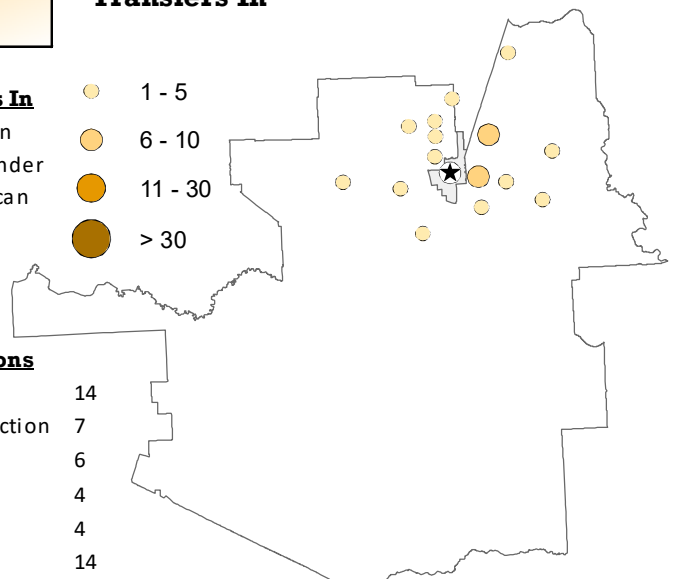 Transfers In
s In
n
nder
can
1 - 5
6 - 10
11 - 30
> 30
ons
14
ction 7
6
4
4
14